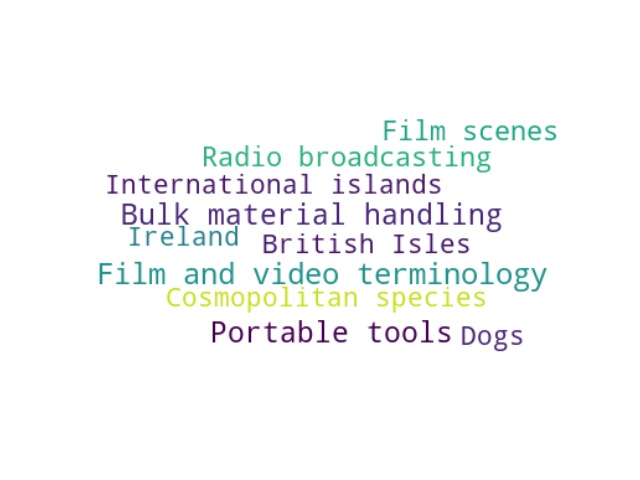 Film scenes
Radio broadcasting
International islands
Bulk material handling
Ireland
British Isles
Film and video terminology
Cosmopolitan species
Portable tools
Dogs